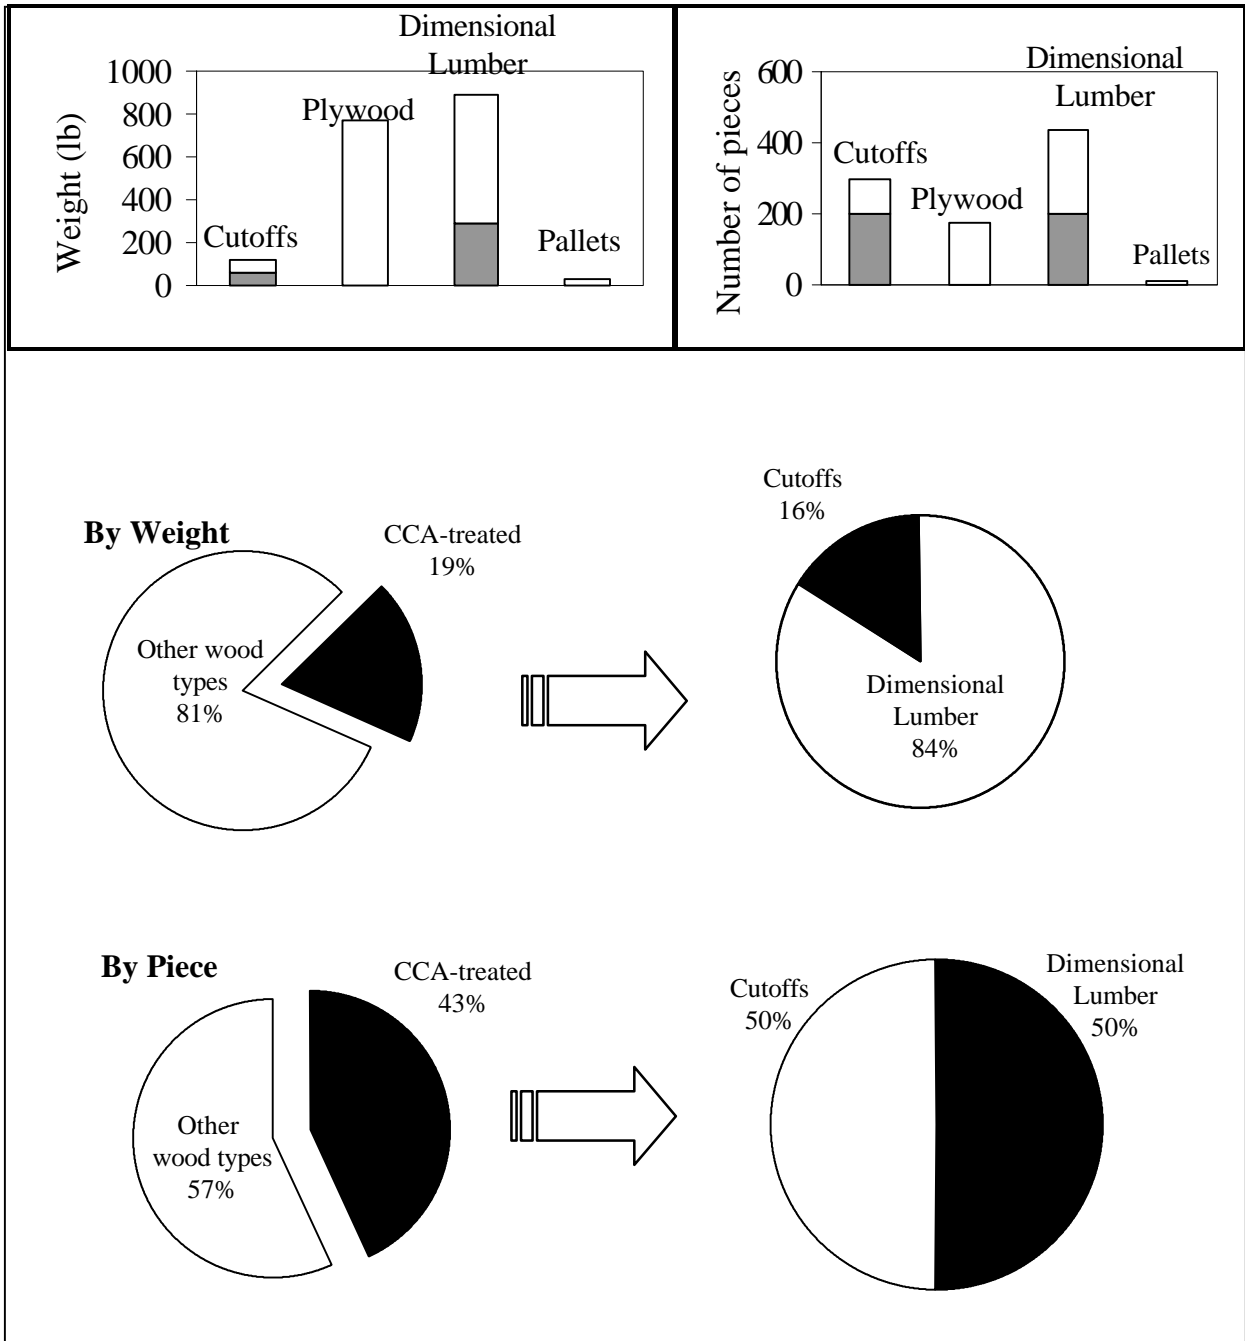 Dimensional
Lumber
1000
800
600
400
200
0
Weight (lb)
Cutoffs
Plywood
Pallets
Dimensional
Lumber
600
400
200
0
Number of pieces
Cutoffs
Plywood
Pallets
By Weight
CCA-treated
19%
Other wood
types
81%
Cutoffs
16%
Dimensional
Lumber
84%
By Piece
CCA-treated
43%
Other
wood types
57%
Cutoffs
50%
Dimensional
Lumber
50%